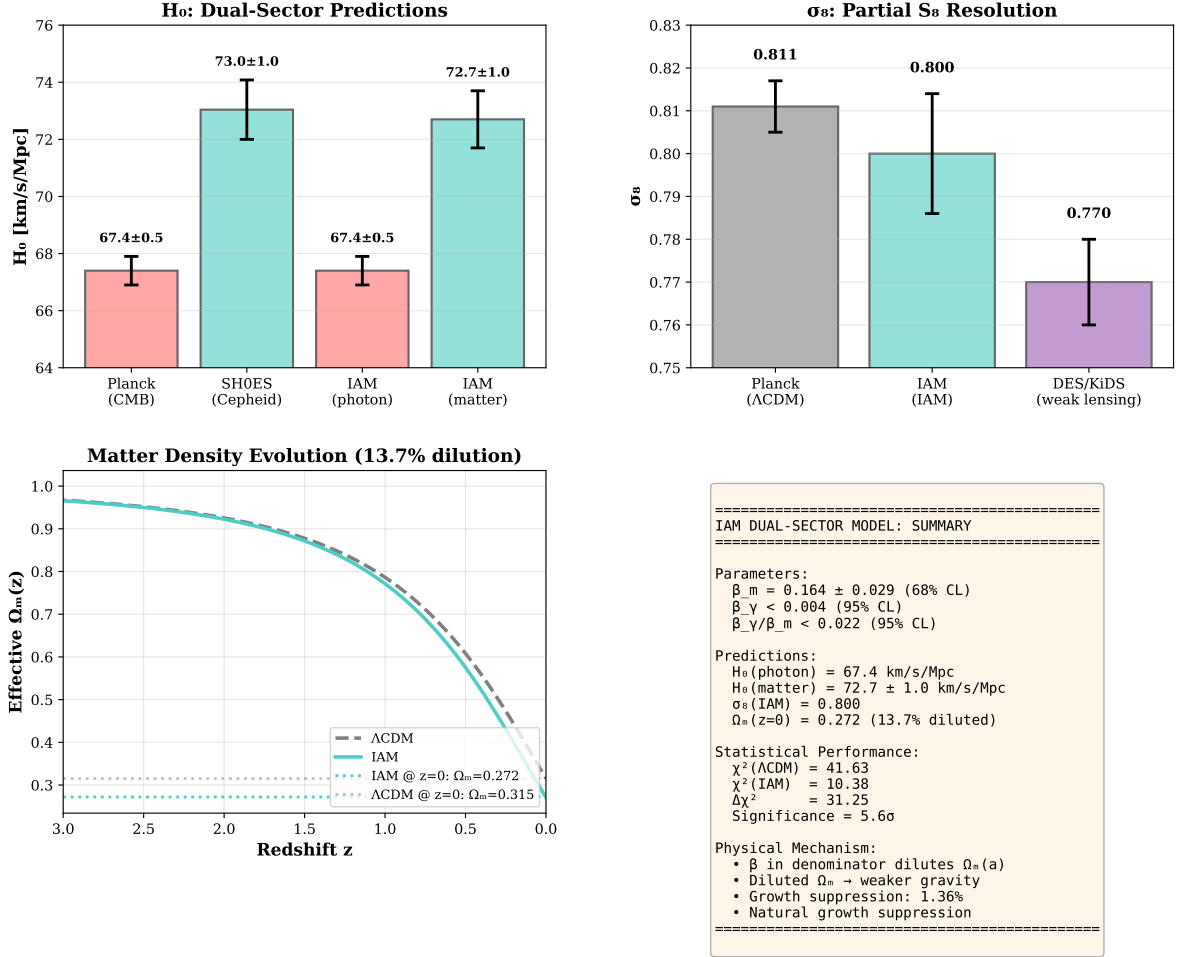 H₀: Dual-Sector Predictions
H₀ [km/s/Mpc]
76
74
72
70
68
66
64
67.4±0.5
73.0±1.0
67.4±0.5
72.7±1.0
Planck
(CMB)
SH0ES
(Cepheid)
IAM
(photon)
IAM
(matter)
σ₈: Partial S₈ Resolution
σ₈
0.83
0.82
0.81
0.80
0.79
0.78
0.77
0.76
0.75
0.811
0.800
0.770
Planck
(ΛCDM)
IAM
(IAM)
DES/KiDS
(weak lensing)
Matter Density Evolution (13.7% dilution)
Effective Ωₘ(z)
1.0
0.9
0.8
0.7
0.6
0.5
0.4
0.3
ΛCDM
IAM
IAM @ z=0: Ωₘ=0.272
ΛCDM @ z=0: Ωₘ=0.315
3.0 2.5 2.0 1.5 1.0 0.5 0.0
Redshift z
=============================================
IAM DUAL-SECTOR MODEL: SUMMARY
=============================================
Parameters:
β_m = 0.164 ± 0.029 (68% CL)
β_γ < 0.004 (95% CL)
β_γ/β_m < 0.022 (95% CL)
Predictions:
H₀(photon) = 67.4 km/s/Mpc
H₀(matter) = 72.7 ± 1.0 km/s/Mpc
σ₈(IAM) = 0.800
Ωₘ(z=0) = 0.272 (13.7% diluted)
Statistical Performance:
χ²(ΛCDM) = 41.63
χ²(IAM) = 10.38
Δχ² = 31.25
Significance = 5.6σ
Physical Mechanism:
• β in denominator dilutes Ωₘ(a)
• Diluted Ωₘ → weaker gravity
• Growth suppression: 1.36%
• Natural growth suppression
=============================================